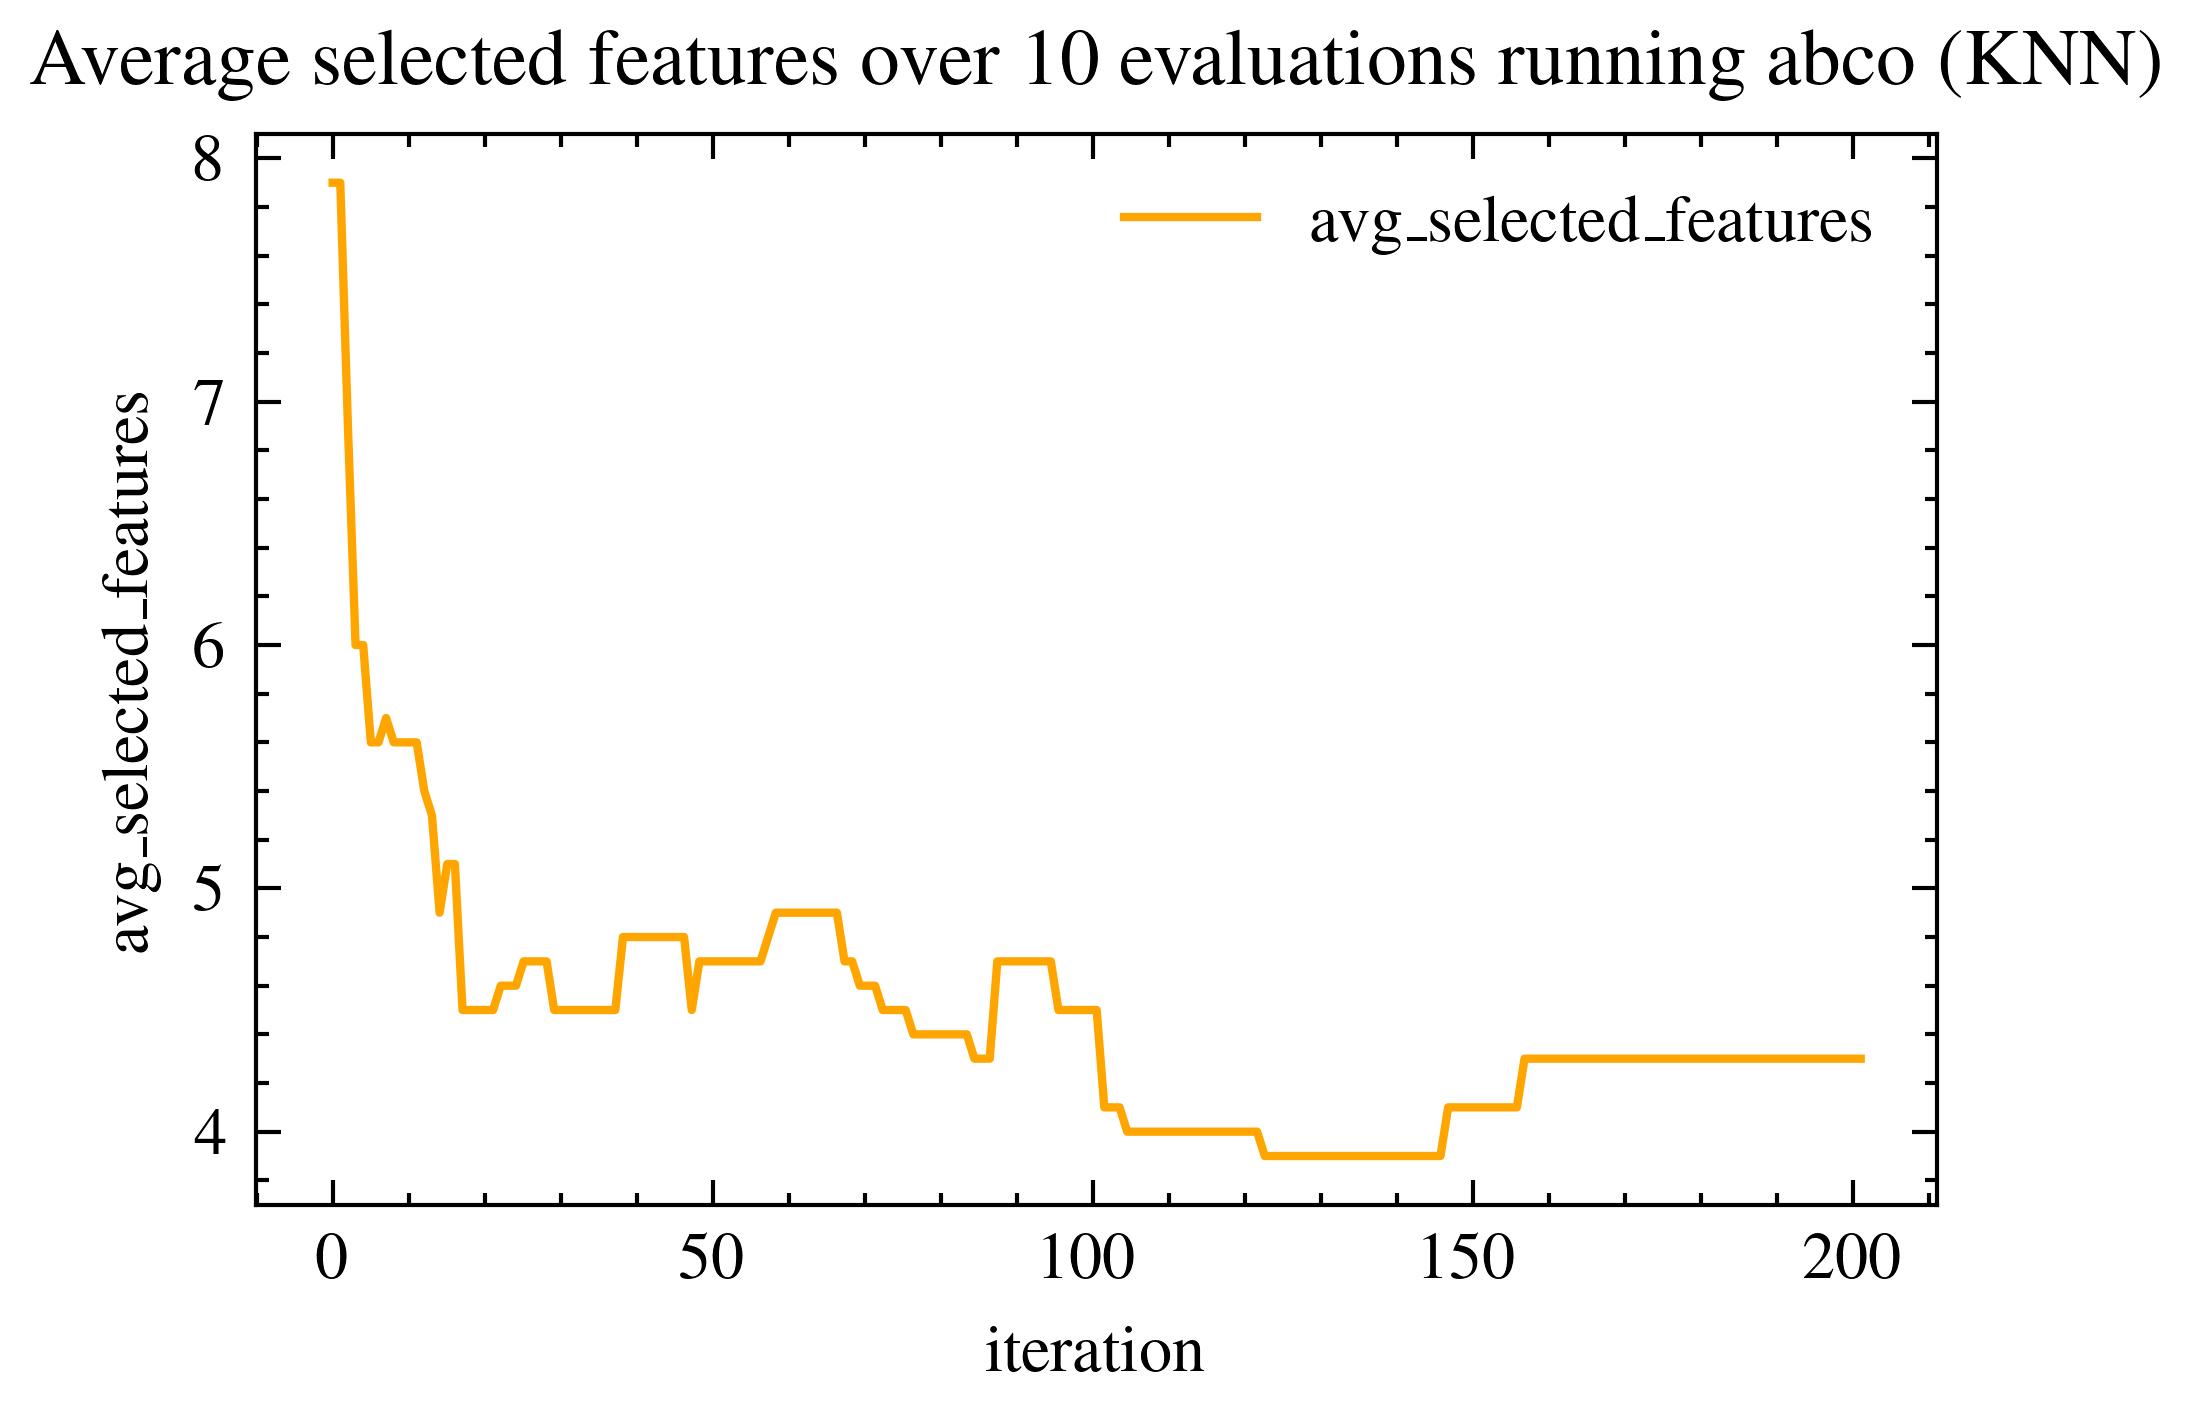 Average selected features over 10 evaluations running abco (KNN)
avg_selected_features
8
7
6
5
4
avg_selected_features
0 50 100 150 200
iteration